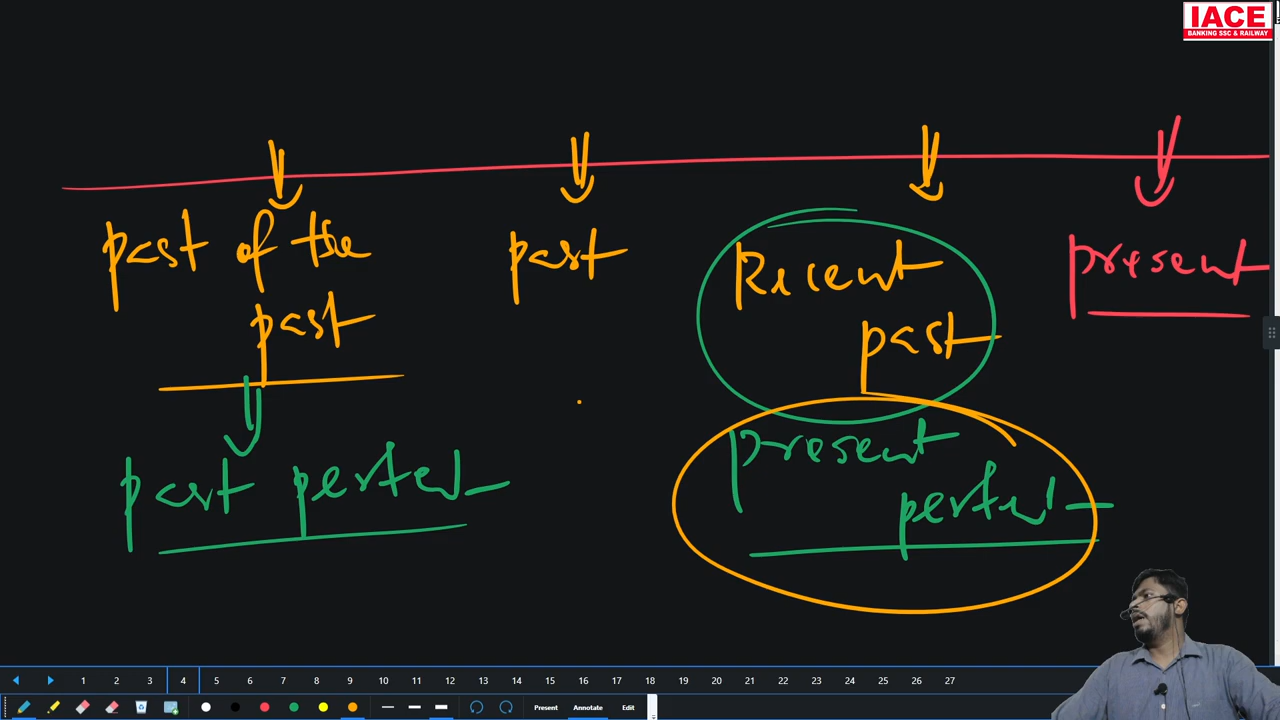 IACE
BANKING SSC & RAILWAY
past of the
past
past
Recent
past
present
past perfect
present
perfect
1 2 3 4 5 6 7 8 9 10 11 12 13 14 15 16 17 18 19 20 21 22 23 24 25 26 27
Present Annotate Edit